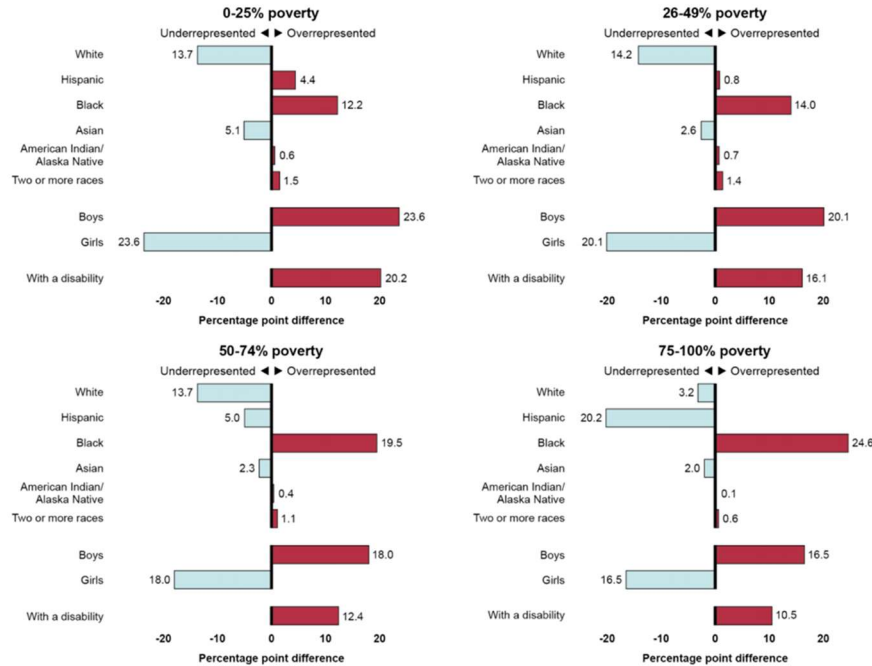 0-25% poverty
Underrepresented ◄ ► Overrepresented
White 13.7
Hispanic 4.4
Black 12.2
Asian 5.1
American Indian/
Alaska Native 0.6
Two or more races 1.5
Boys 23.6
Girls 23.6
With a disability 20.2
-20 -10 0 10 20
Percentage point difference
26-49% poverty
Underrepresented ◄ ► Overrepresented
White 14.2
Hispanic 0.8
Black 14.0
Asian 2.6
American Indian/
Alaska Native 0.7
Two or more races 1.4
Boys 20.1
Girls 20.1
With a disability 16.1
-20 -10 0 10 20
Percentage point difference
50-74% poverty
Underrepresented ◄ ► Overrepresented
White 13.7
Hispanic 5.0
Black 19.5
Asian 2.3
American Indian/
Alaska Native 0.4
Two or more races 1.1
Boys 18.0
Girls 18.0
With a disability 12.4
-20 -10 0 10 20
Percentage point difference
75-100% poverty
Underrepresented ◄ ► Overrepresented
White 3.2
Hispanic 20.2
Black 24.6
Asian 2.0
American Indian/
Alaska Native 0.1
Two or more races 0.6
Boys 16.5
Girls 16.5
With a disability 10.5
-20 -10 0 10 20
Percentage point difference